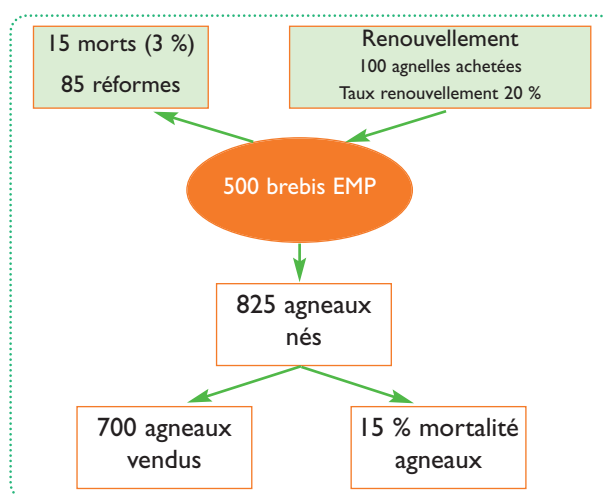 15 morts (3 %)
85 réformes
Renouvellement
100 agnelles achetées
Taux renouvellement 20 %
500 brebis EMP
825 agneaux
nés
700 agneaux
vendus
15 % mortalité
agneaux